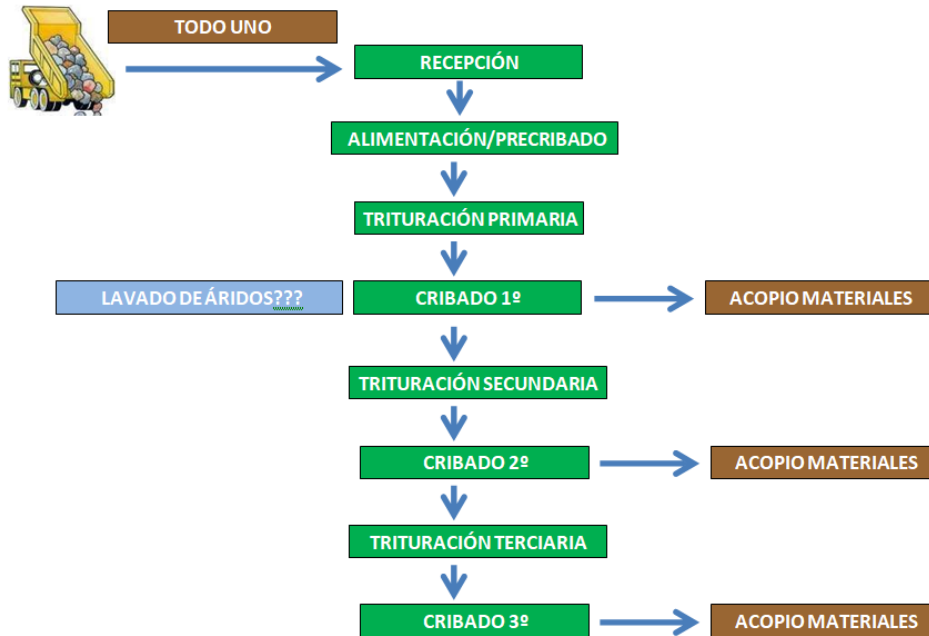 TODO UNO
RECEPCIÓN
ALIMENTACIÓN/PRECRIBADO
TRITURACIÓN PRIMARIA
LAVADO DE ÁRIDOS???
CRIBADO 1º
ACOPIO MATERIALES
TRITURACIÓN SECUNDARIA
CRIBADO 2º
ACOPIO MATERIALES
TRITURACIÓN TERCIARIA
CRIBADO 3º
ACOPIO MATERIALES